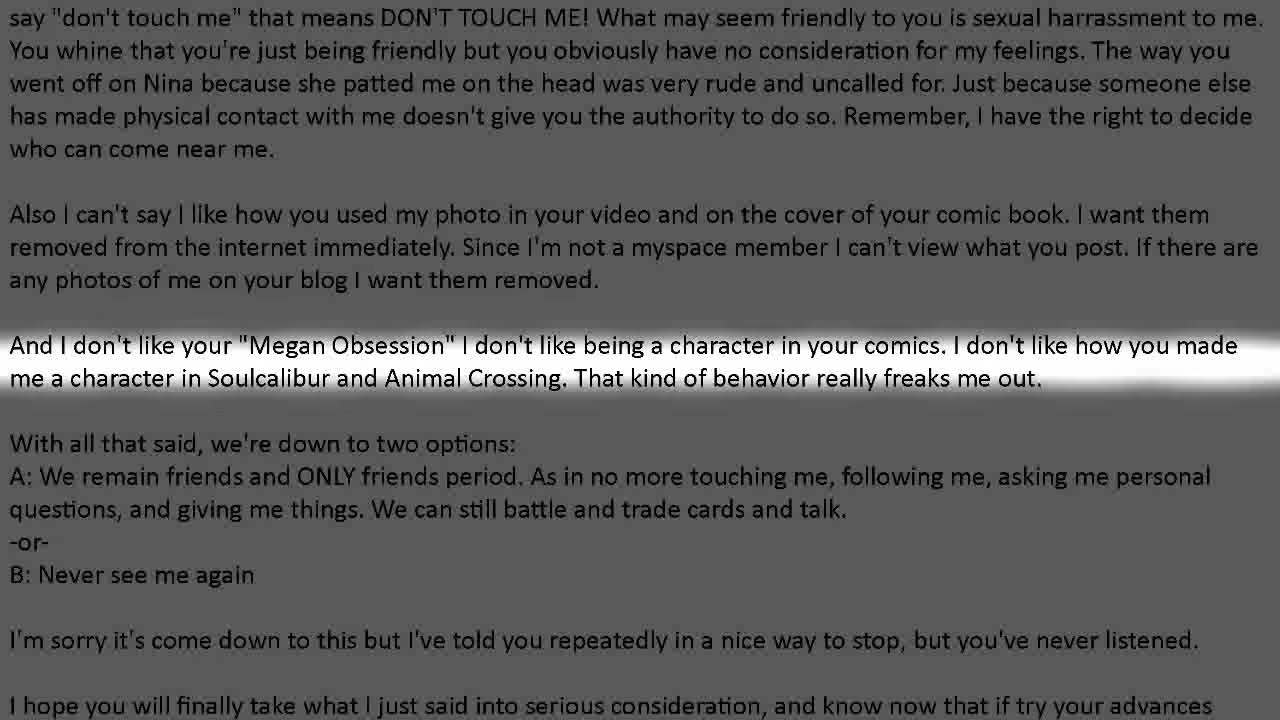 say "don't touch me" that means DON'T TOUCH ME! What may seem friendly to you is sexual harrassment to me.
You whine that you're just being friendly but you obviously have no consideration for my feelings. The way you
went off on Nina because she patted me on the head was very rude and uncalled for. Just because someone else
has made physical contact with me doesn't give you the authority to do so. Remember, I have the right to decide
who can come near me.
Also I can't say I like how you used my photo in your video and on the cover of your comic book. I want them
removed from the internet immediately. Since I'm not a myspace member I can't view what you post. If there are
any photos of me on your blog I want them removed.
And I don't like your "Megan Obsession" I don't like being a character in your comics. I don't like how you made
me a character in Soulcalibur and Animal Crossing. That kind of behavior really freaks me out.
With all that said, we're down to two options:
A: We remain friends and ONLY friends period. As in no more touching me, following me, asking me personal
questions, and giving me things. We can still battle and trade cards and talk.
-or-
B: Never see me again
I'm sorry it's come down to this but I've told you repeatedly in a nice way to stop, but you've never listened.
I hope you will finally take what I just said into serious consideration, and know now that if try your advances